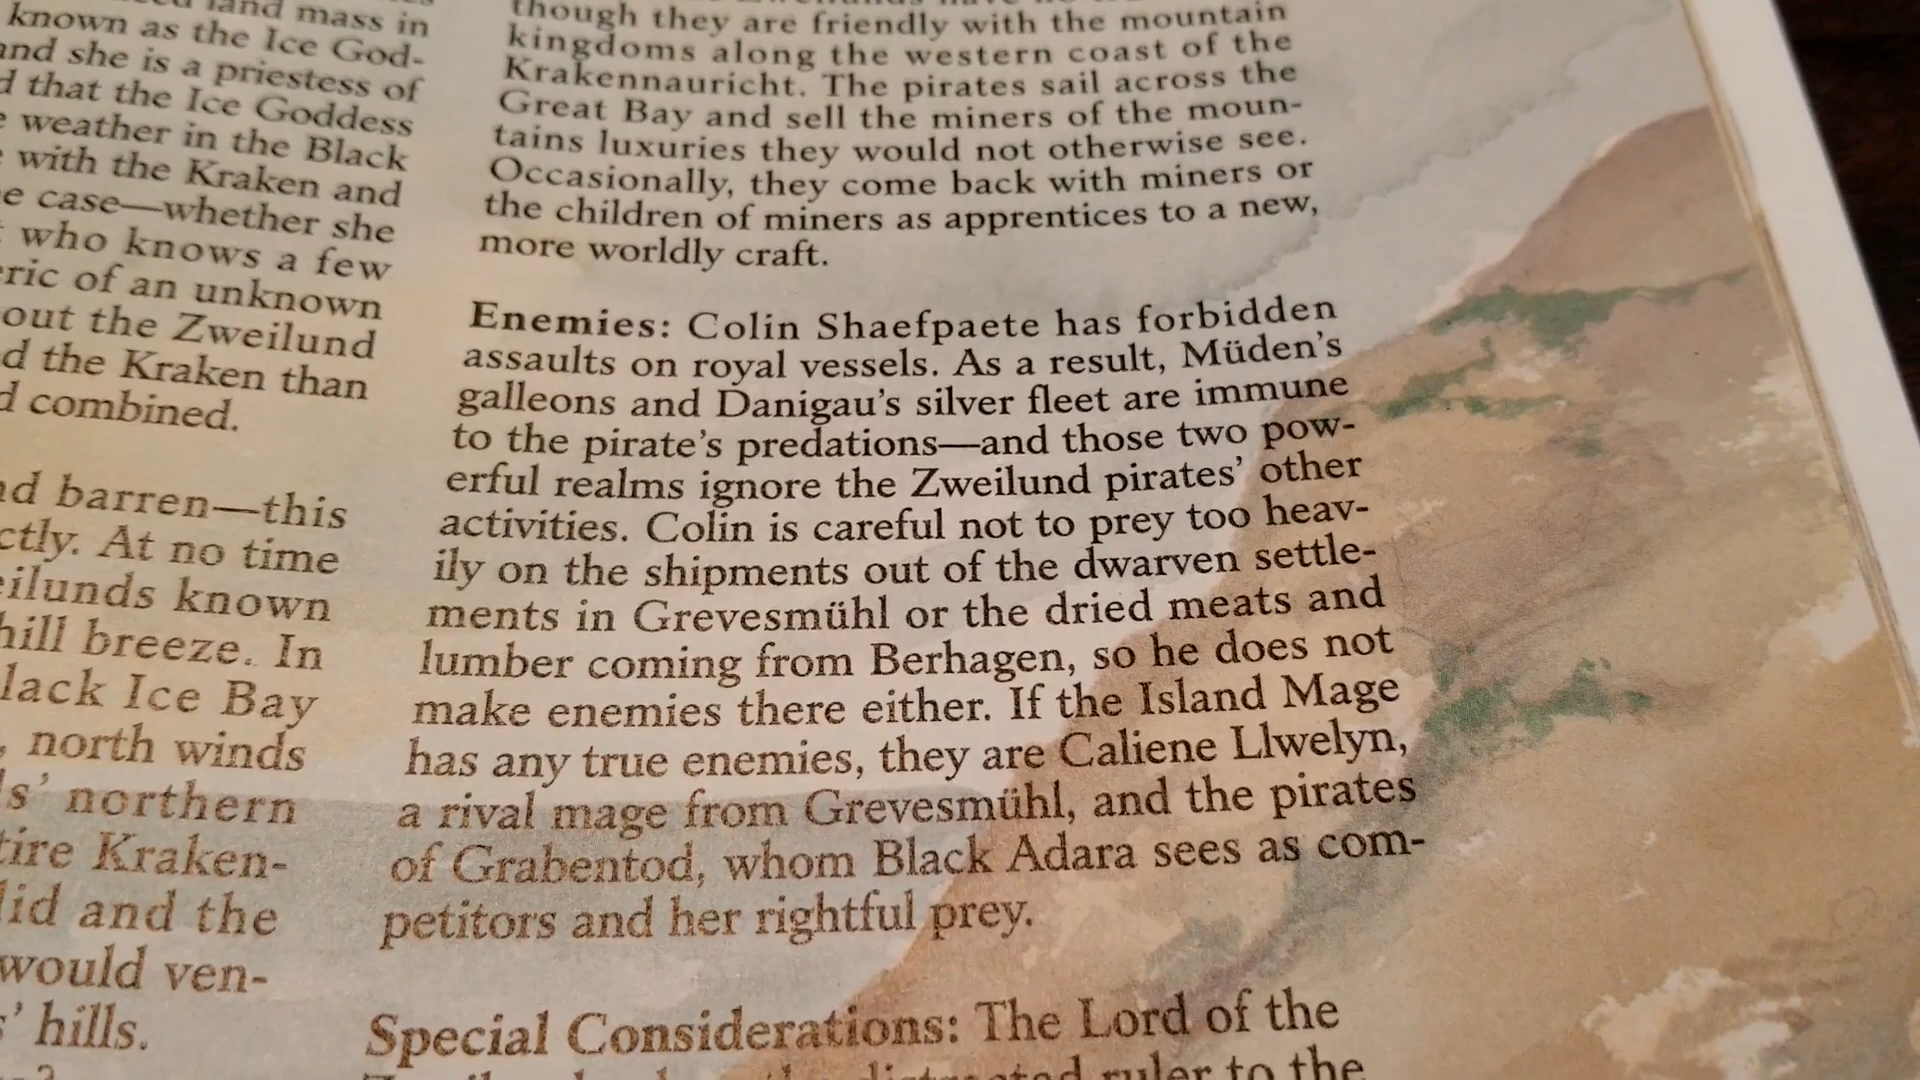 land mass in
known as the Ice God-
and she is a priestess of
that the Ice Goddess
weather in the Black
with the Kraken and
case—whether she
who knows a few
of an unknown
out the Zweilund
the Kraken than
combined.
barren—this
At no time
known
breeze. In
Ice Bay
north winds
northern
Kraken-
and the
would ven-
hills.
though they are friendly with the mountain
kingdoms along the western coast of the
Krakennauricht. The pirates sail across the
Great Bay and sell the miners of the moun-
tains luxuries they would not otherwise see.
Occasionally, they come back with miners or
the children of miners as apprentices to a new,
more worldly craft.
Enemies: Colin Shaefpaete has forbidden
assaults on royal vessels. As a result, Müden's
galleons and Danigau's silver fleet are immune
to the pirate's predations—and those two pow-
erful realms ignore the Zweilund pirates' other
activities. Colin is careful not to prey too heav-
ily on the shipments out of the dwarven settle-
ments in Grevesmühl or the dried meats and
lumber coming from Berhagen, so he does not
make enemies there either. If the Island Mage
has any true enemies, they are Caliene Llwelyn,
a rival mage from Grevesmühl, and the pirates
of Grabentod, whom Black Adara sees as com-
petitors and her rightful prey.
Special Considerations: The Lord of the
ruler to the